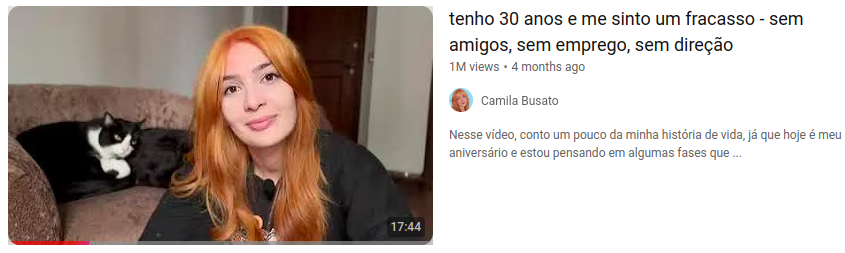 tenho 30 anos e me sinto um fracasso - sem
amigos, sem emprego, sem direção
1M views • 4 months ago
Camila Busato
Nesse vídeo, conto um pouco da minha história de vida, já que hoje é meu
aniversário e estou pensando em algumas fases que ...
17:44